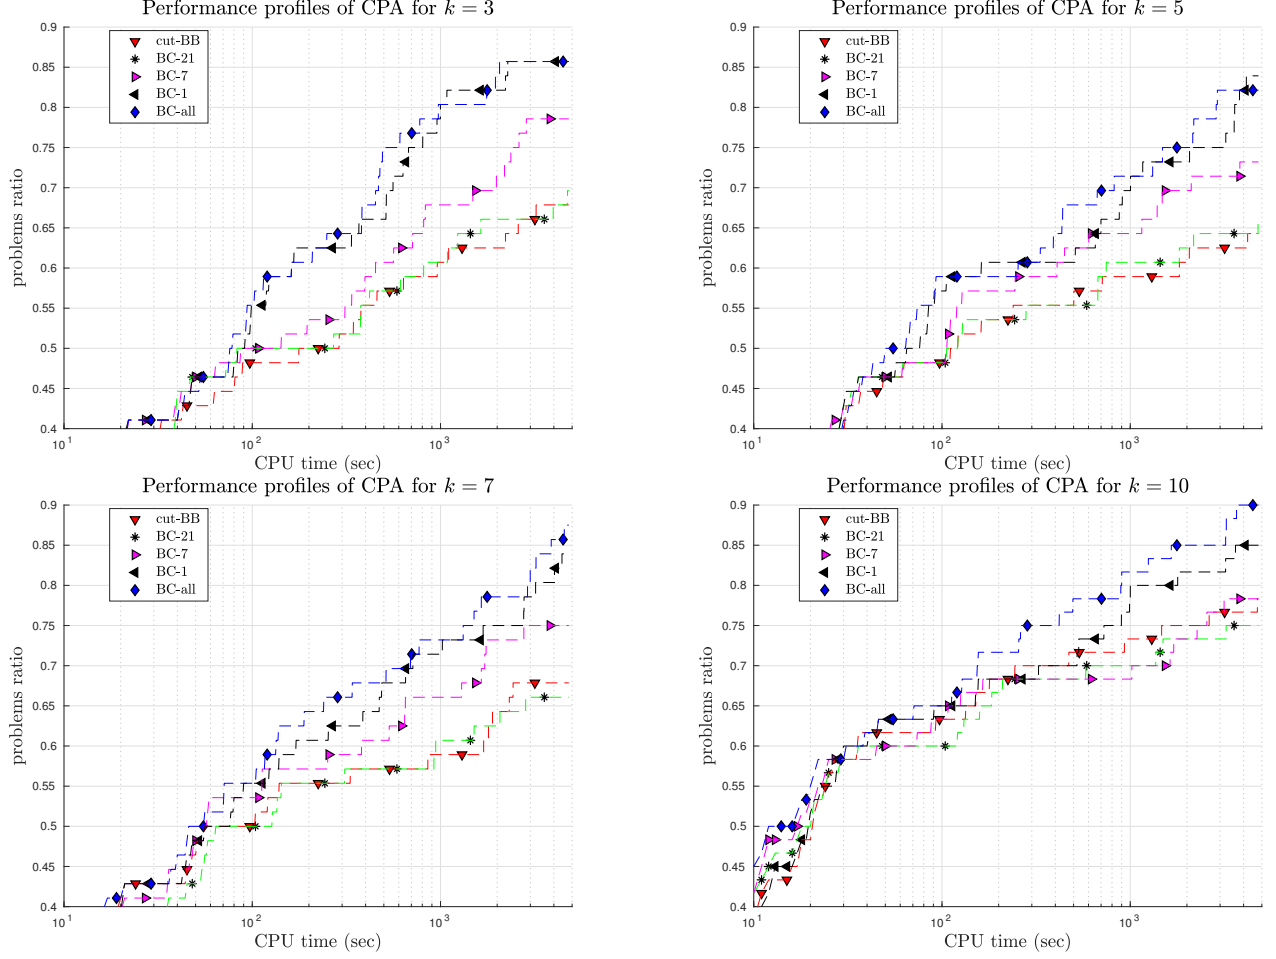 Performance profiles of CPA for k = 3
0.9
0.85
0.8
0.75
0.7
0.65
0.6
0.55
0.5
0.45
0.4
problems ratio
cut-BB
BC-21
BC-7
BC-1
BC-all
10^1
10^2
10^3
CPU time (sec)
Performance profiles of CPA for k = 5
0.9
0.85
0.8
0.75
0.7
0.65
0.6
0.55
0.5
0.45
0.4
problems ratio
cut-BB
BC-21
BC-7
BC-1
BC-all
10^1
10^2
10^3
CPU time (sec)
Performance profiles of CPA for k = 7
0.9
0.85
0.8
0.75
0.7
0.65
0.6
0.55
0.5
0.45
0.4
problems ratio
cut-BB
BC-21
BC-7
BC-1
BC-all
10^1
10^2
10^3
CPU time (sec)
Performance profiles of CPA for k = 10
0.9
0.85
0.8
0.75
0.7
0.65
0.6
0.55
0.5
0.45
0.4
problems ratio
cut-BB
BC-21
BC-7
BC-1
BC-all
10^1
10^2
10^3
CPU time (sec)